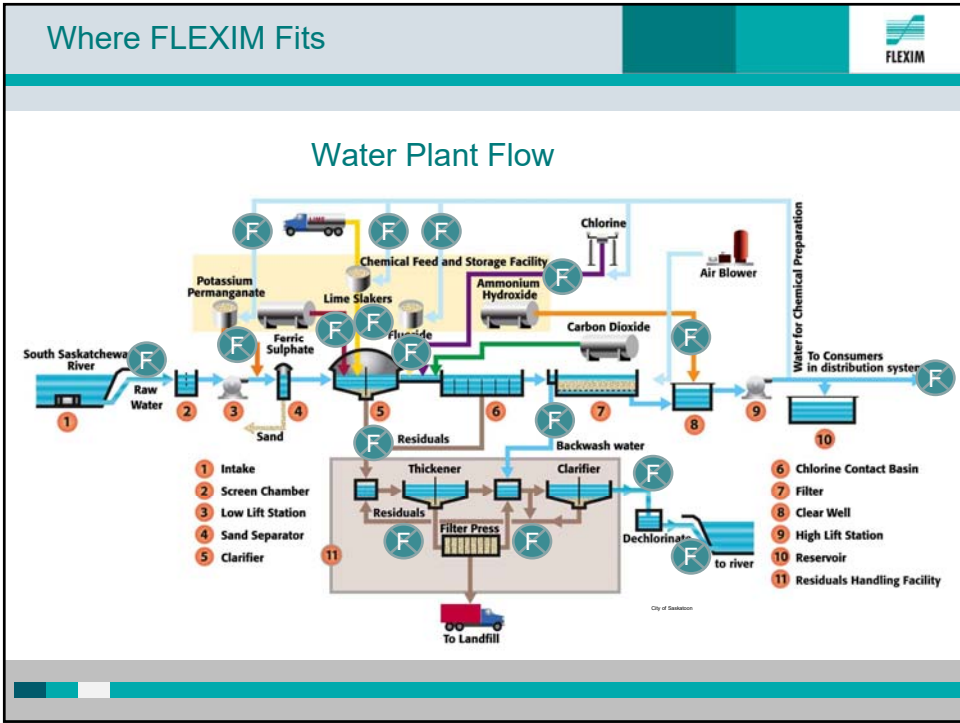 Where FLEXIM Fits
FLEXIM
Water Plant Flow
LIME
F
F
F
Chlorine
Water for Chemical Preparation
Chemical Feed and Storage Facility
F
Air Blower
Potassium
Permanganate
Lime Slakers
Ammonium
Hydroxide
F
F
F
Ferric
Sulphate
Carbon Dioxide
F
F
F
South Saskatchewa
River
F
To Consumers
in distribution system
F
Raw
Water
1
2
3
4
5
6
7
8
9
10
Sand
F
Residuals
F
Backwash water
1 Intake
2 Screen Chamber
3 Low Lift Station
4 Sand Separator
5 Clarifier
Thickener
Clarifier
F
Residuals
Filter Press
F
F
11
Dechlorinate
F
to river
6 Chlorine Contact Basin
7 Filter
8 Clear Well
9 High Lift Station
10 Reservoir
11 Residuals Handling Facility
City of Saskatoon
To Landfill